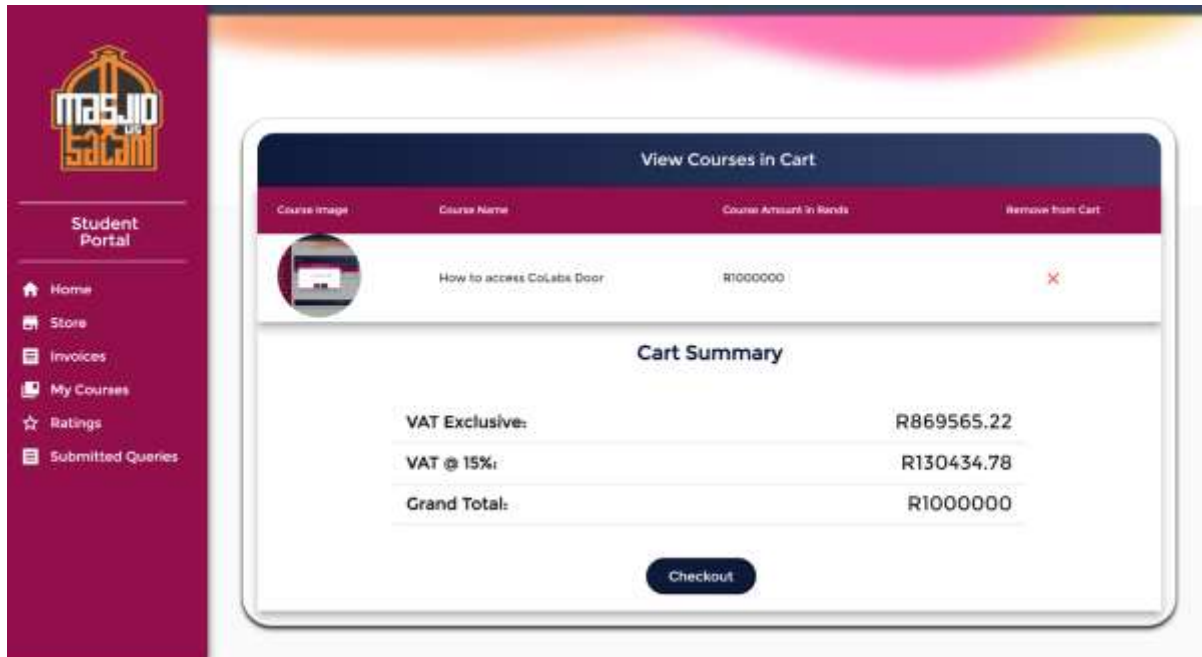 masjid
us
salam
Student
Portal
Home
Store
Invoices
My Courses
Ratings
Submitted Queries
View Courses in Cart
Course Image Course Name Course Amount in Rands Remove from Cart
How to access CoLabs Door R1000000
Cart Summary
VAT Exclusive: R869565.22
VAT @ 15%: R130434.78
Grand Total: R1000000
Checkout